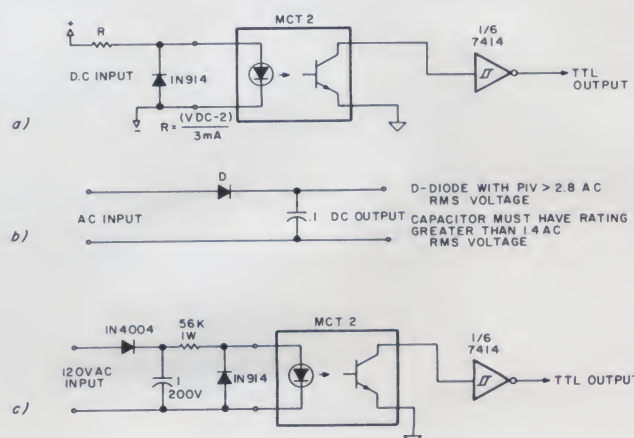 MCT 2
1/6
7414
+
R
D.C INPUT
IN914
TTL
OUTPUT
a)
-
R= (VDC-2)
3mA
D
AC INPUT
.1
DC OUTPUT
D-DIODE WITH PIV > 2.8 AC
RMS VOLTAGE
CAPACITOR MUST HAVE RATING
GREATER THAN 1.4 AC
RMS VOLTAGE
b)
MCT 2
1/6
7414
IN4004
56K
1W
120VAC
INPUT
1
200V
IN914
TTL OUTPUT
c)